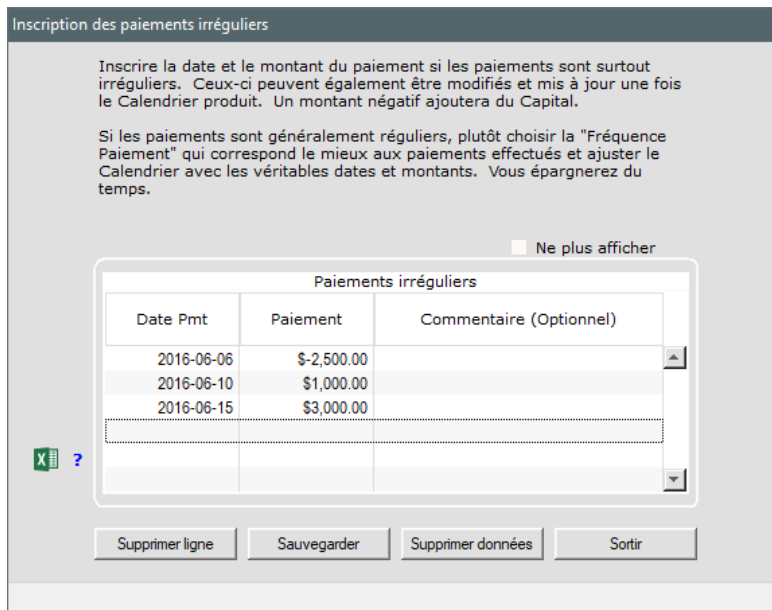 Inscription des paiements irréguliers
Inscrire la date et le montant du paiement si les paiements sont surtout
irréguliers.  Ceux-ci peuvent également être modifiés et mis à jour une fois
le Calendrier produit.  Un montant négatif ajoutera du Capital.
Si les paiements sont généralement réguliers, plutôt choisir la "Fréquence
Paiement" qui correspond le mieux aux paiements effectués et ajuster le
Calendrier avec les véritables dates et montants.  Vous épargnerez du
temps.
Ne plus afficher
Paiements irréguliers
Date Pmt Paiement Commentaire (Optionnel)
2016-06-06 $-2,500.00
2016-06-10 $1,000.00
2016-06-15 $3,000.00
X ?
Supprimer ligne Sauvegarder Supprimer données Sortir